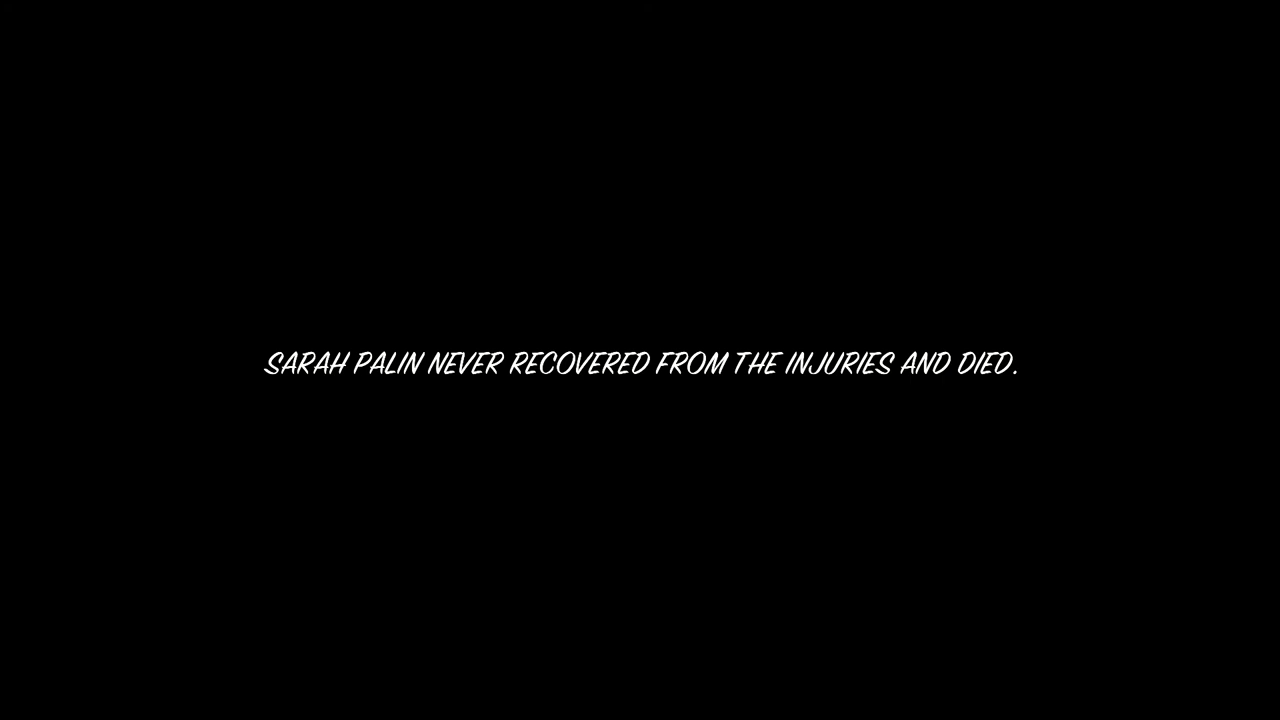 SARAH PALIN NEVER RECOVERED FROM THE INJURIES AND DIED.